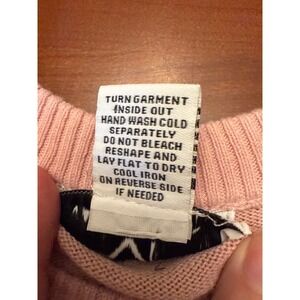 TURN GARMENT
INSIDE OUT
HAND WASH COLD
SEPARATELY
DO NOT BLEACH
RESHAPE AND
LAY FLAT TO DRY
COOL IRON
ON REVERSE SIDE
IF NEEDED